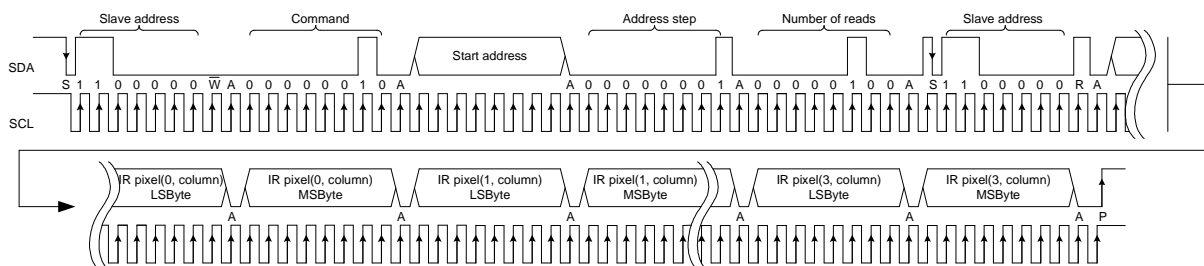 Slave address Command Address step Number of reads Slave address
SDA Start address
S 1 1 0 0 0 0 0 W̅ A 0 0 0 0 0 0 1 0 A A 0 0 0 0 0 0 0 1 A 0 0 0 0 0 1 0 0 A S 1 1 0 0 0 0 0 R A
SCL
IR pixel(0, column) IR pixel(0, column) IR pixel(1, column) IR pixel(1, column) IR pixel(3, column) IR pixel(3, column)
LSByte MSByte LSByte MSByte LSByte MSByte
A A A A A A P